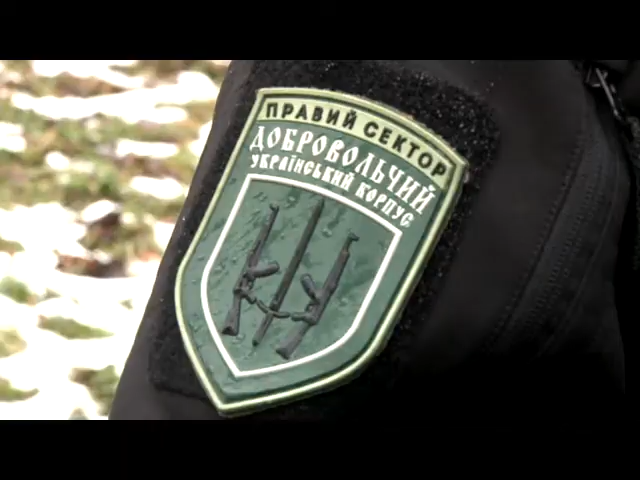 ПРАВИЙ СЕКТОР
ДОБРОВОЛЬЧИЙ
УКРАЇНСЬКИЙ КОРПУС